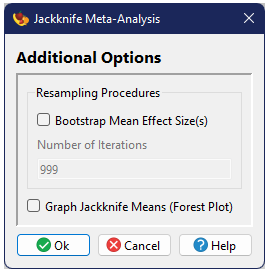 Jackknife Meta-Analysis
Additional Options
Resampling Procedures
Bootstrap Mean Effect Size(s)
Number of Iterations
999
Graph Jackknife Means (Forest Plot)
Ok Cancel Help